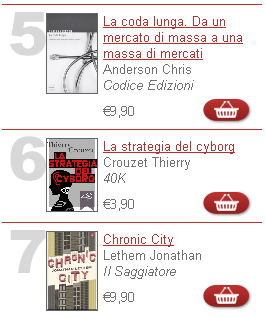 5
La coda lunga. Da un
mercato di massa a una
massa di mercati
Anderson Chris
Codice Edizioni
€9,90
6
Thierry
Crouzet
LA
STRATEGIA
DEL
CYBORG
La strategia del cyborg
Crouzet Thierry
40K
€3,90
7
CHRONIC
JONATHAN LETHEM
CITY
Chronic City
Lethem Jonathan
Il Saggiatore
€9,90